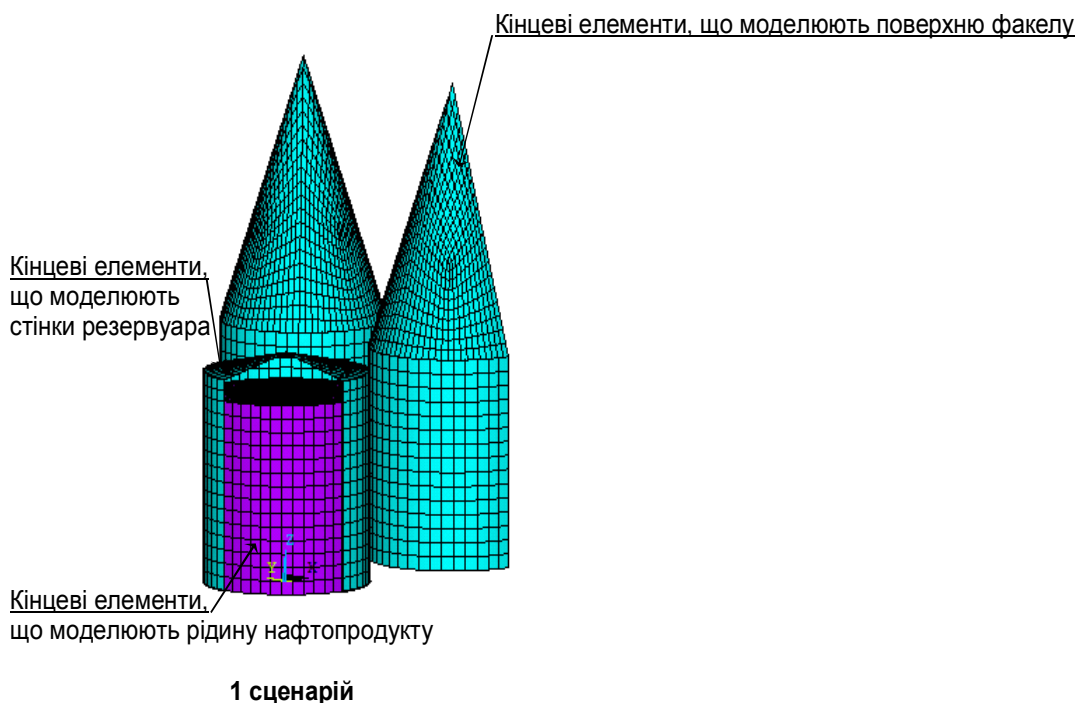 Кінцеві елементи, що моделюють поверхню факелу
Кінцеві елементи,
що моделюють
стінки резервуара
Z
Y
X
Кінцеві елементи,
що моделюють рідину нафтопродукту
1 сценарій